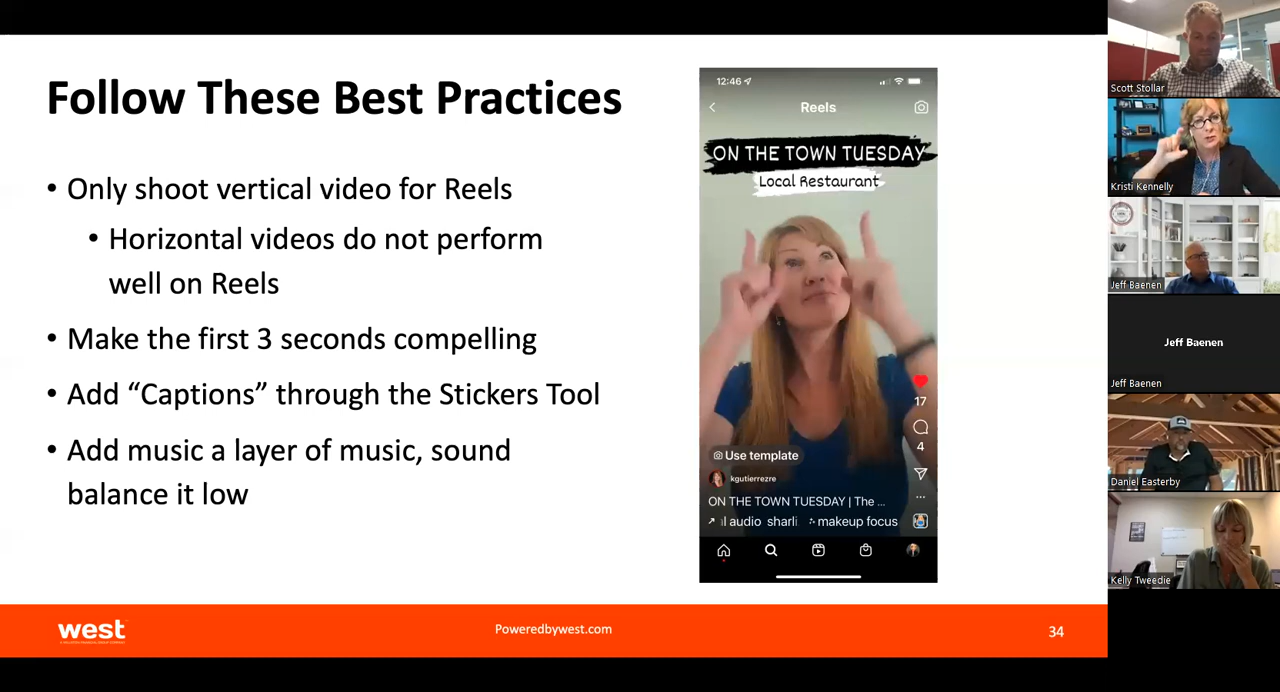 Follow These Best Practices
• Only shoot vertical video for Reels
• Horizontal videos do not perform
well on Reels
• Make the first 3 seconds compelling
• Add “Captions” through the Stickers Tool
• Add music a layer of music, sound
balance it low
12:46
Reels
ON THE TOWN TUESDAY
Local Restaurant
17
4
Use template
kgutierrezre
ON THE TOWN TUESDAY | The ...
al audio sharli
makeup focus
west
Poweredbywest.com
34
Scott Stollar
Kristi Kennelly
Jeff Baenen
Jeff Baenen
Jeff Baenen
Daniel Easterby
Kelly Tweedie